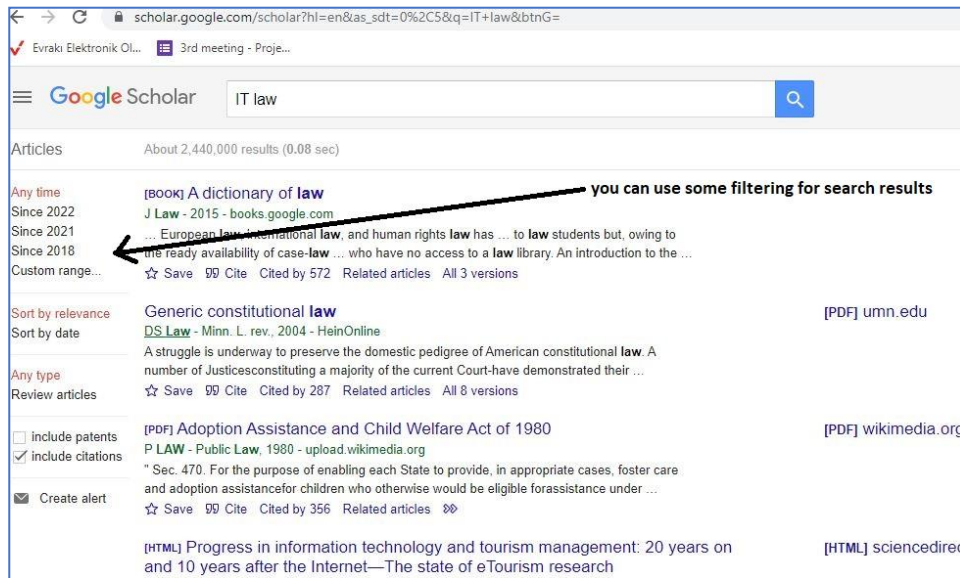 scholar.google.com/scholar?hl=en&as_sdt=0%2C5&q=IT+law&btnG=
Evrakı Elektronik Ol... 3rd meeting - Proje...
Google Scholar IT law
Articles About 2,440,000 results (0.08 sec)
you can use some filtering for search results
Any time
Since 2022
Since 2021
Since 2018
Custom range...
Sort by relevance
Sort by date
Any type
Review articles
include patents
include citations
Create alert
[BOOK] A dictionary of law
J Law - 2015 - books.google.com
... European law, international law, and human rights law has ... to law students but, owing to
the ready availability of case-law ... who have no access to a law library. An introduction to the ...
Save Cite Cited by 572 Related articles All 3 versions
Generic constitutional law [PDF] umn.edu
DS Law - Minn. L. rev., 2004 - HeinOnline
A struggle is underway to preserve the domestic pedigree of American constitutional law. A
number of Justicesconstituting a majority of the current Court-have demonstrated their ...
Save Cite Cited by 287 Related articles All 8 versions
[PDF] Adoption Assistance and Child Welfare Act of 1980 [PDF] wikimedia.org
P LAW - Public Law, 1980 - upload.wikimedia.org
" Sec. 470. For the purpose of enabling each State to provide, in appropriate cases, foster care
and adoption assistancefor children who otherwise would be eligible forassistance under ...
Save Cite Cited by 356 Related articles
[HTML] Progress in information technology and tourism management: 20 years on [HTML] sciencedirec
and 10 years after the Internet—The state of eTourism research